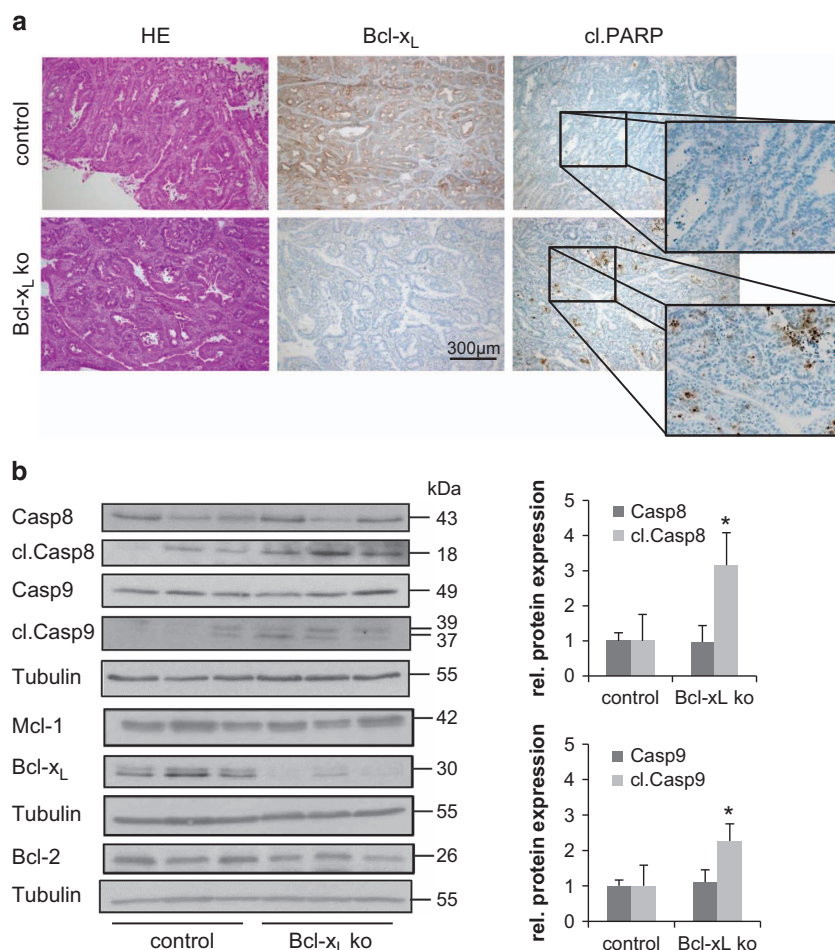 a
HE Bcl-xL cl.PARP
control
Bcl-xL ko
300µm
b
kDa
Casp8 43
cl.Casp8 18
Casp9 49
cl.Casp9 39
37
Tubulin 55
Mcl-1 42
Bcl-xL 30
Tubulin 55
Bcl-2 26
Tubulin 55
control Bcl-xL ko
rel. protein expression
5
4
3
2
1
0
Casp8
cl.Casp8
*
control Bcl-xL ko
rel. protein expression
5
4
3
2
1
0
Casp9
cl.Casp9
*
control Bcl-xL ko